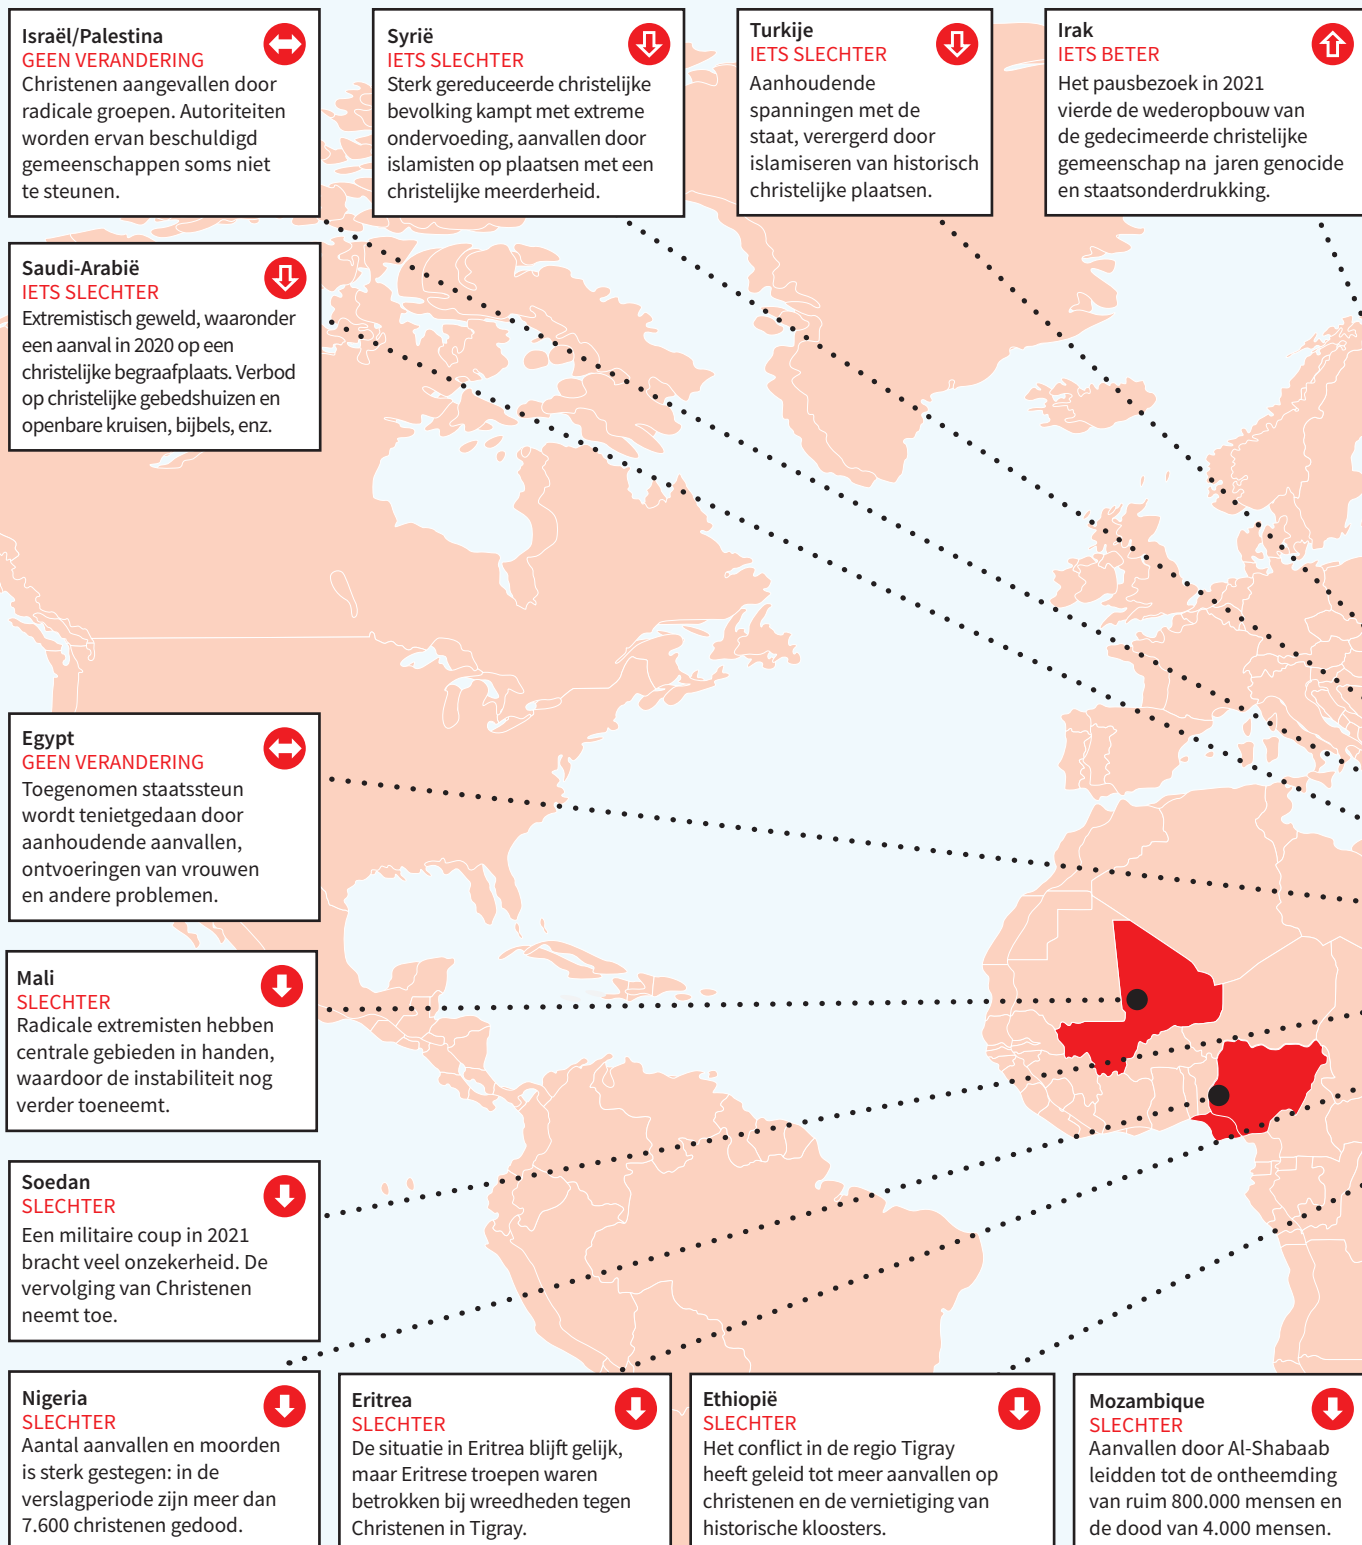 Israël/Palestina
GEEN VERANDERING
Christenen aangevallen door
radicale groepen. Autoriteiten
worden ervan beschuldigd
gemeenschappen soms niet
te steunen.
Syrië
IETS SLECHTER
Sterk gereduceerde christelijke
bevolking kampt met extreme
ondervoeding, aanvallen door
islamisten op plaatsen met een
christelijke meerderheid.
Turkije
IETS SLECHTER
Aanhoudende
spanningen met de
staat, verergerd door
islamiseren van historisch
christelijke plaatsen.
Irak
IETS BETER
Het pausbezoek in 2021
vierde de wederopbouw van
de gedecimeerde christelijke
gemeenschap na jaren genocide
en staatsonderdrukking.
Saudi-Arabië
IETS SLECHTER
Extremistisch geweld, waaronder
een aanval in 2020 op een
christelijke begraafplaats. Verbod
op christelijke gebedshuizen en
openbare kruisen, bijbels, enz.
Egypt
GEEN VERANDERING
Toegenomen staatssteun
wordt tenietgedaan door
aanhoudende aanvallen,
ontvoeringen van vrouwen
en andere problemen.
Mali
SLECHTER
Radicale extremisten hebben
centrale gebieden in handen,
waardoor de instabiliteit nog
verder toeneemt.
Soedan
SLECHTER
Een militaire coup in 2021
bracht veel onzekerheid. De
vervolging van Christenen
neemt toe.
Nigeria
SLECHTER
Aantal aanvallen en moorden
is sterk gestegen: in de
verslagperiode zijn meer dan
7.600 christenen gedood.
Eritrea
SLECHTER
De situatie in Eritrea blijft gelijk,
maar Eritrese troepen waren
betrokken bij wreedheden tegen
Christenen in Tigray.
Ethiopië
SLECHTER
Het conflict in de regio Tigray
heeft geleid tot meer aanvallen op
christenen en de vernietiging van
historische kloosters.
Mozambique
SLECHTER
Aanvallen door Al-Shabaab
leidden tot de ontheemding
van ruim 800.000 mensen en
de dood van 4.000 mensen.